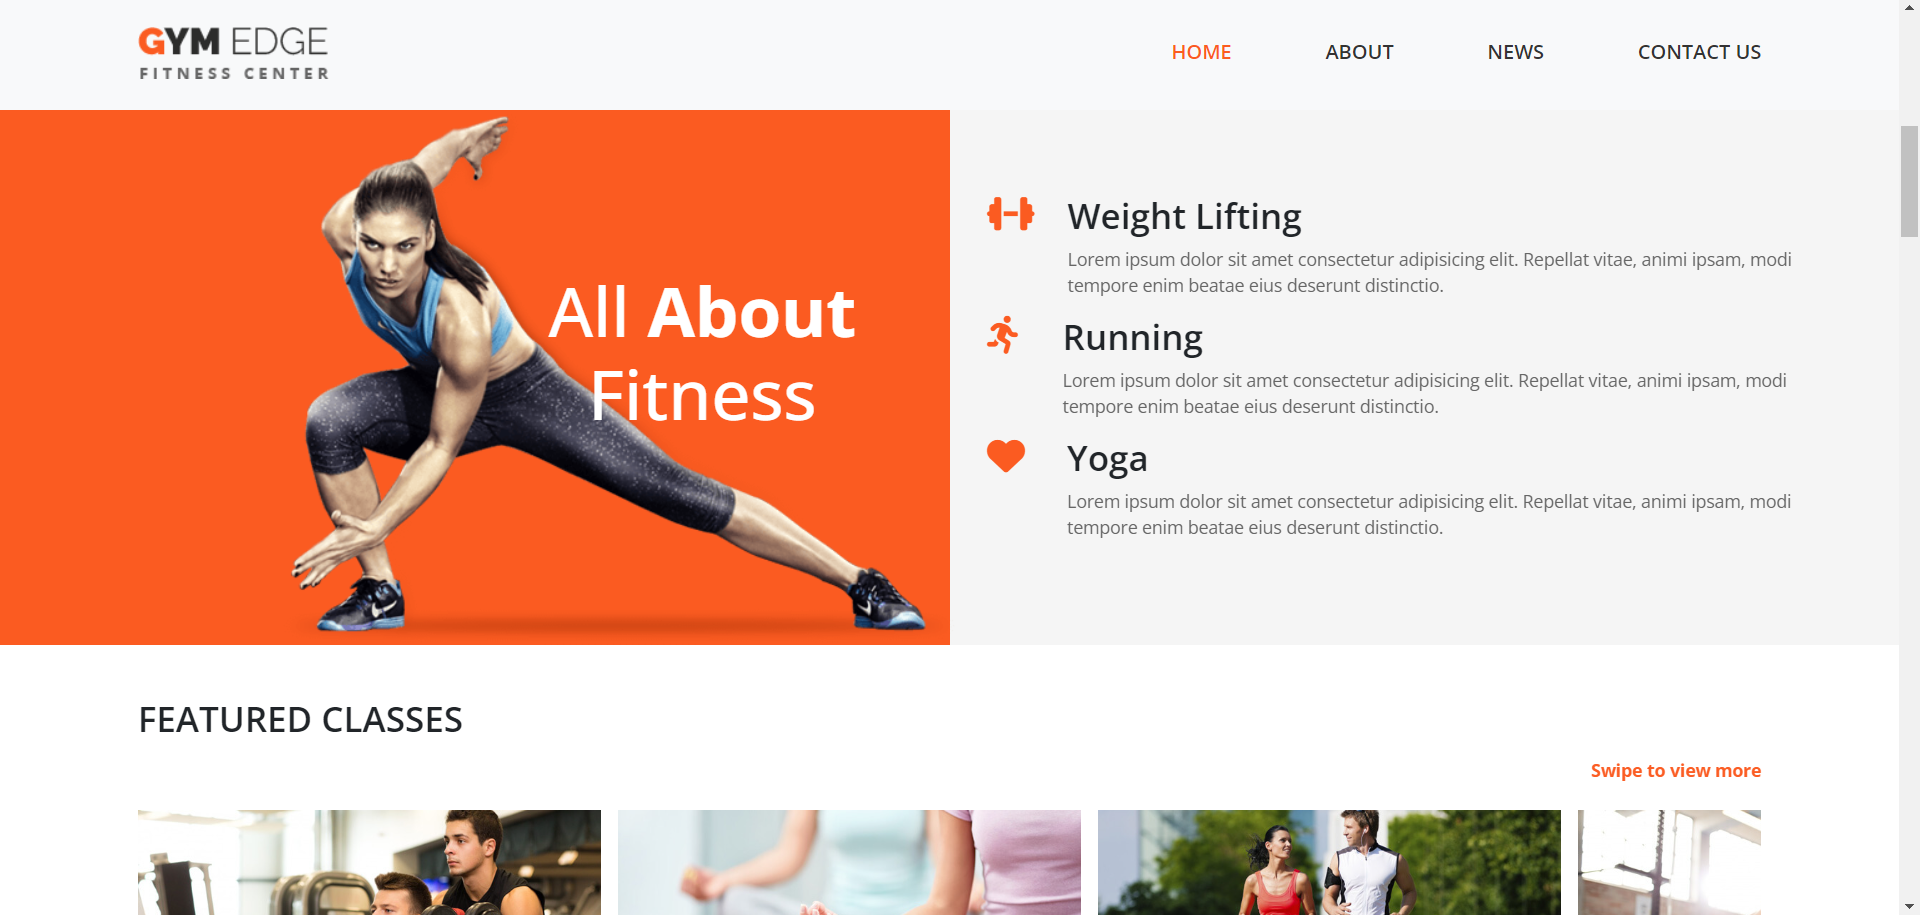 GYM EDGE
FITNESS CENTER
HOME
ABOUT
NEWS
CONTACT US
All About
Fitness
Weight Lifting
Lorem ipsum dolor sit amet consectetur adipisicing elit. Repellat vitae, animi ipsam, modi
tempore enim beatae eius deserunt distinctio.
Running
Lorem ipsum dolor sit amet consectetur adipisicing elit. Repellat vitae, animi ipsam, modi
tempore enim beatae eius deserunt distinctio.
Yoga
Lorem ipsum dolor sit amet consectetur adipisicing elit. Repellat vitae, animi ipsam, modi
tempore enim beatae eius deserunt distinctio.
FEATURED CLASSES
Swipe to view more